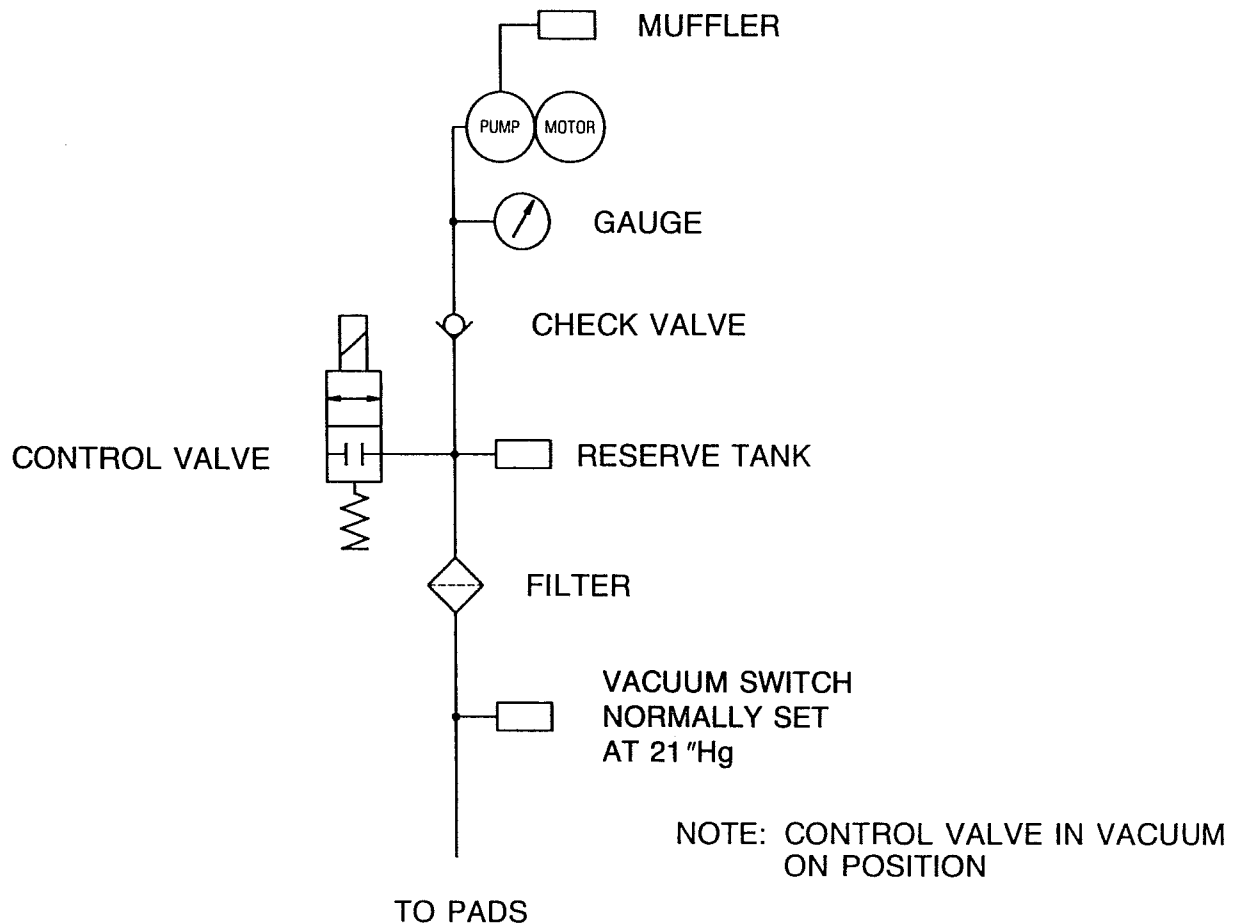 MUFFLER
PUMP
MOTOR
GAUGE
CHECK VALVE
CONTROL VALVE
RESERVE TANK
FILTER
VACUUM SWITCH
NORMALLY SET
AT 21"Hg
NOTE: CONTROL VALVE IN VACUUM
ON POSITION
TO PADS